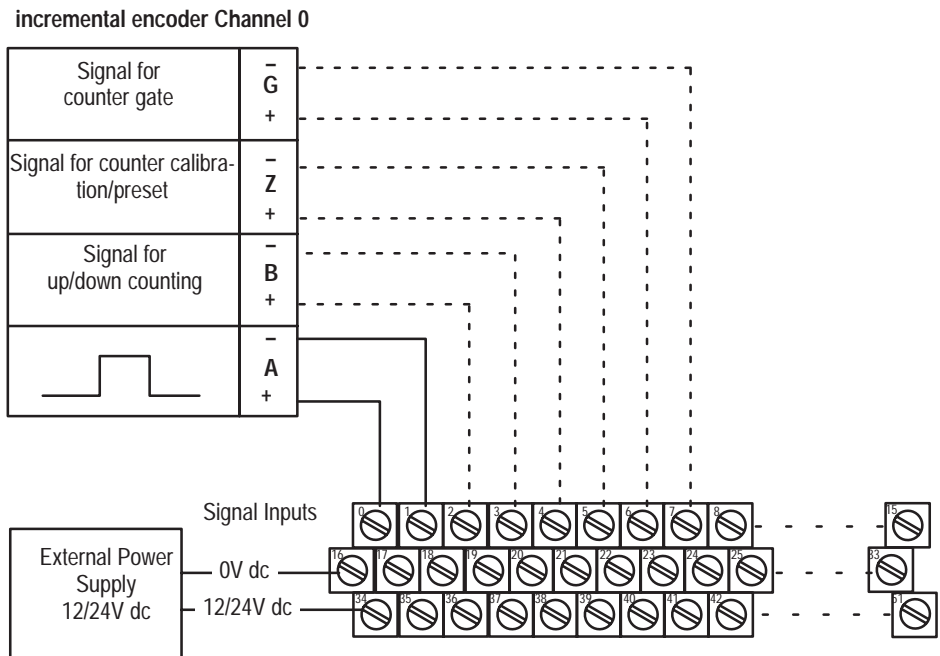 incremental encoder Channel 0
Signal for
counter gate
–
G
+
Signal for counter calibra-
tion/preset
–
Z
+
Signal for
up/down counting
–
B
+
–
A
+
Signal Inputs
0 1 2 3 4 5 6 7 8 15
External Power
Supply
12/24V dc
0V dc
16 17 18 19 20 21 22 23 24 25 33
12/24V dc
34 35 36 37 38 39 40 41 42 51